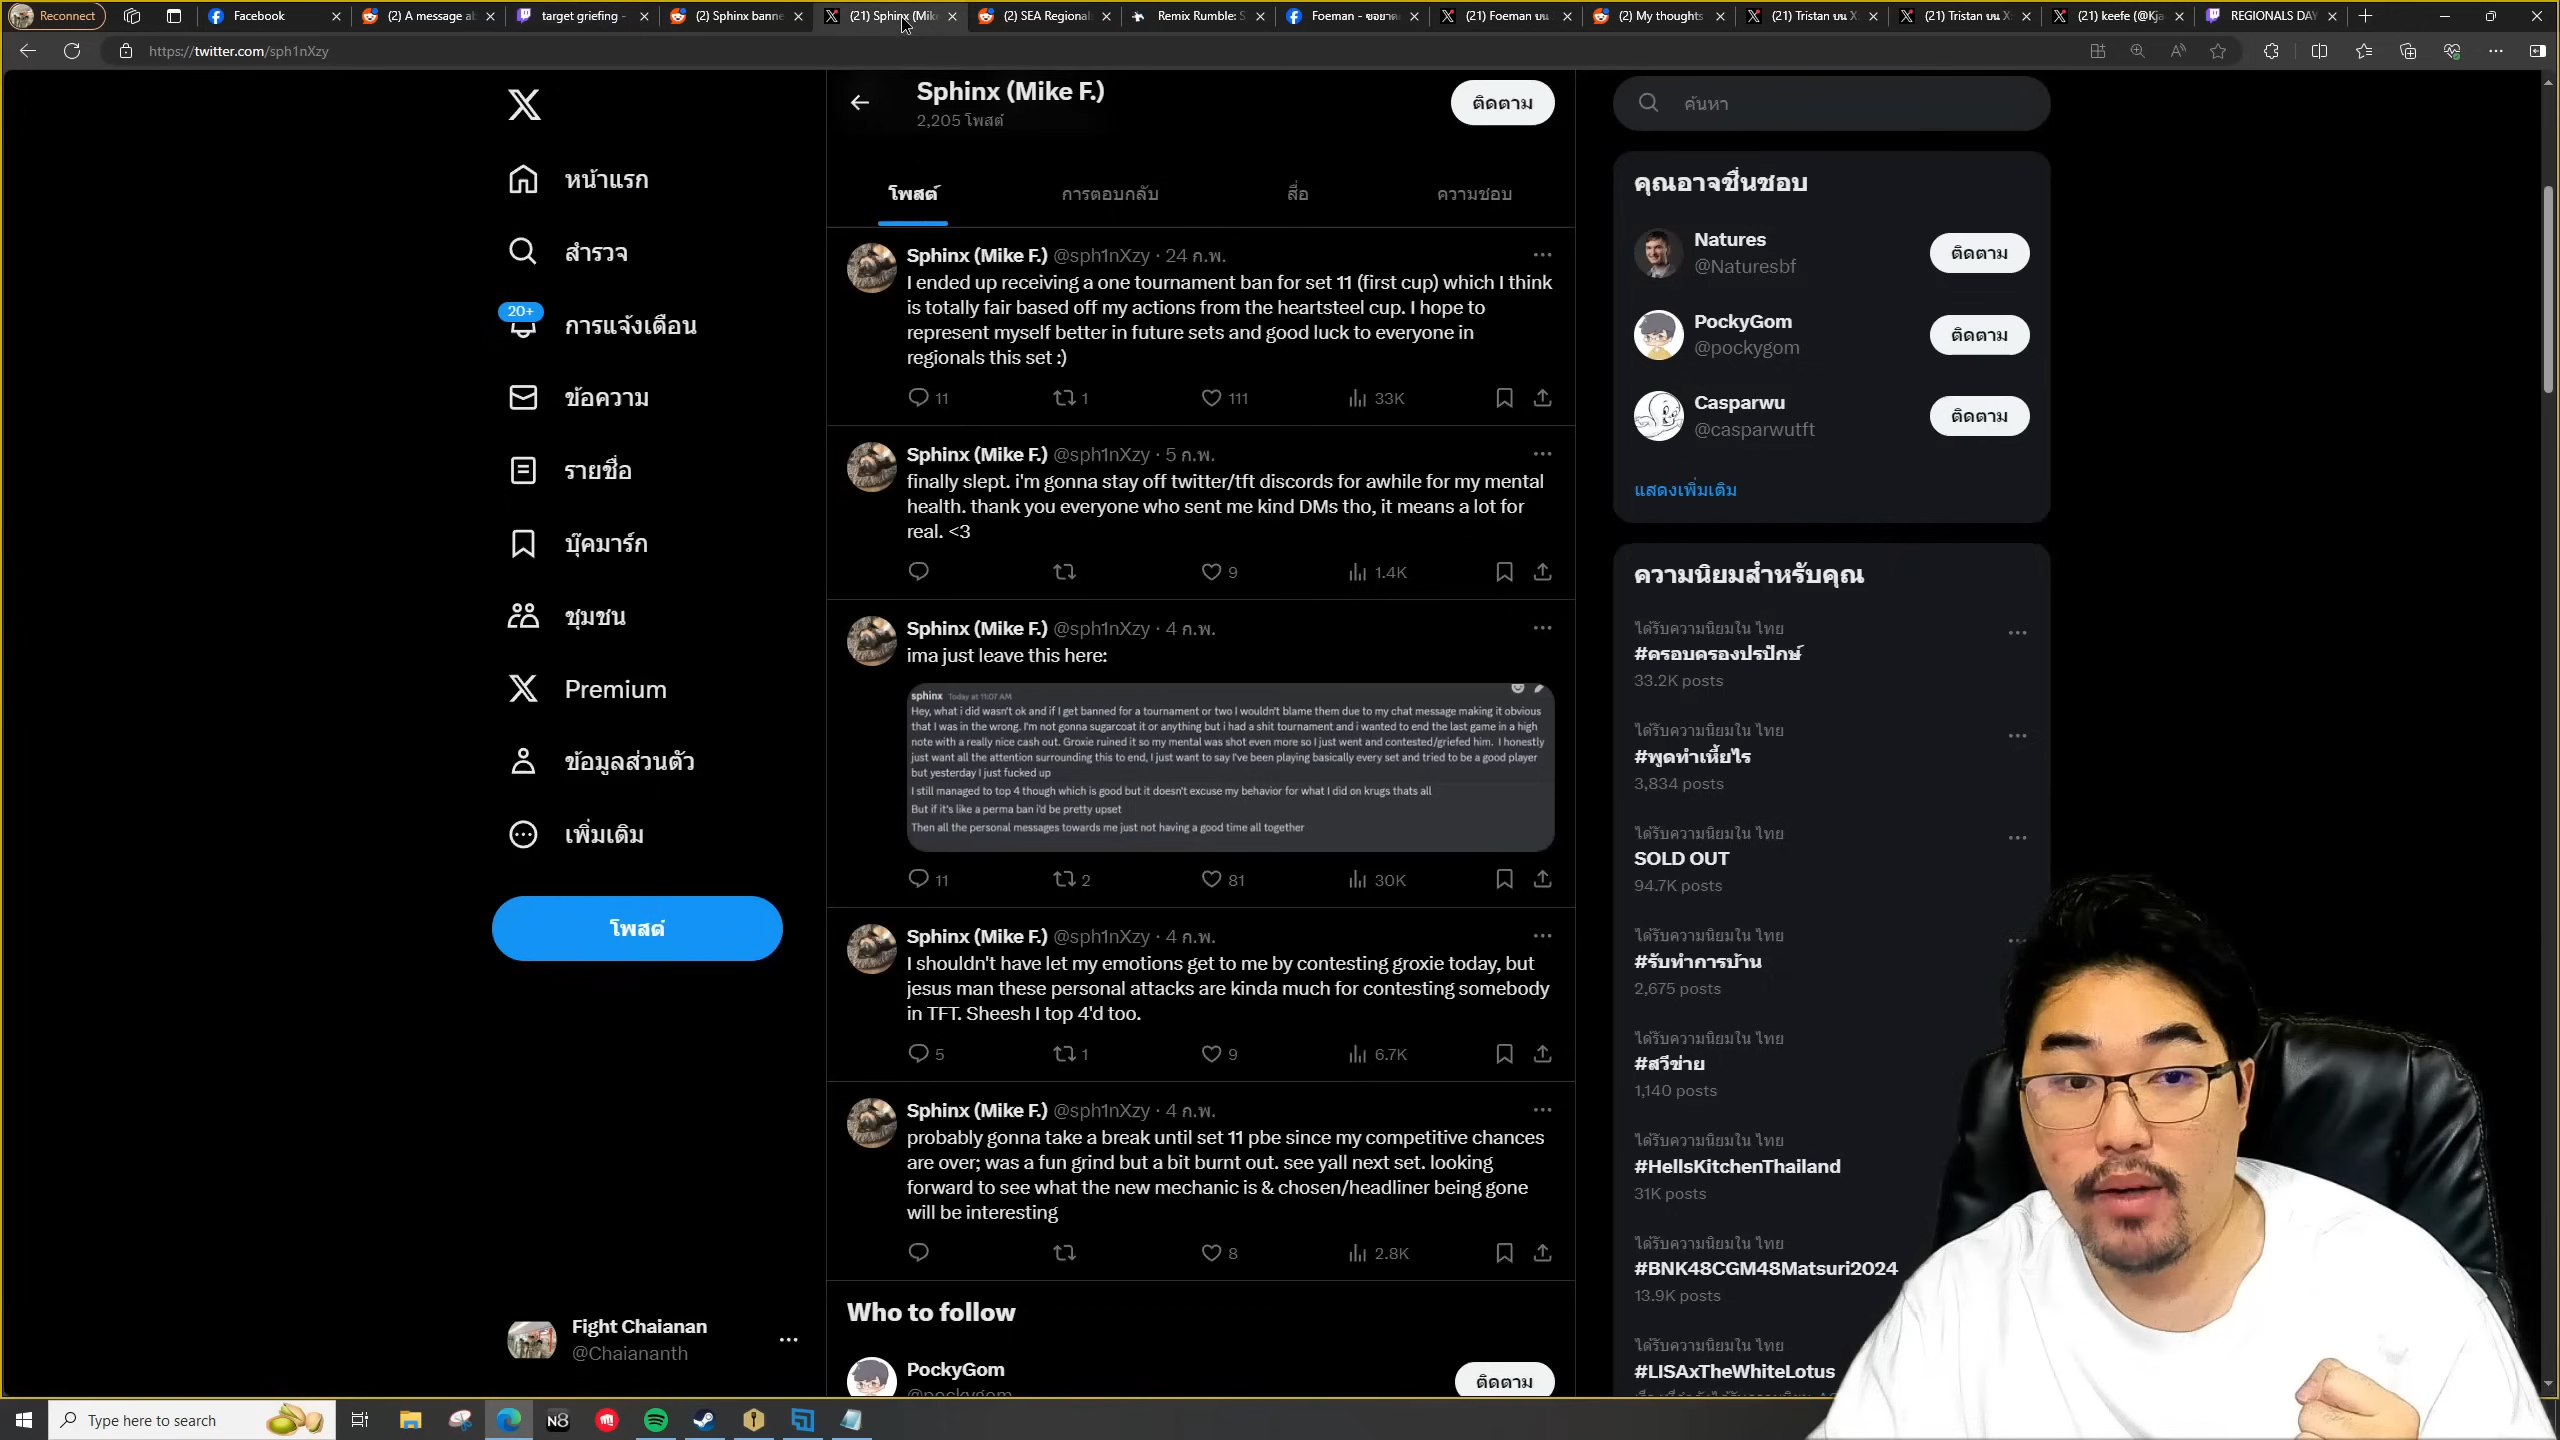 Reconnect
Facebook
(2) A message ab
target griefing -
(2) Sphinx banne
(21) Sphinx (Mike
(2) SEA Regional
Remix Rumble: S
Foeman - ขอยาค
(21) Foeman บน
(2) My thoughts
(21) Tristan บน X
(21) Tristan บน X
(21) keefe (@Kja
REGIONALS DAY
https://twitter.com/sph1nXzy
Sphinx (Mike F.)
2,205 โพสต์
ติดตาม
ค้นหา
หน้าแรก
สำรวจ
20+
การแจ้งเตือน
ข้อความ
รายชื่อ
บุ๊คมาร์ก
ชุมชน
Premium
ข้อมูลส่วนตัว
เพิ่มเติม
โพสต์
Fight Chaianan
@Chaiananth
โพสต์
การตอบกลับ
สื่อ
ความชอบ
Sphinx (Mike F.) @sph1nXzy · 24 ก.พ.
I ended up receiving a one tournament ban for set 11 (first cup) which I think
is totally fair based off my actions from the heartsteel cup. I hope to
represent myself better in future sets and good luck to everyone in
regionals this set :)
11 1 111 33K
Sphinx (Mike F.) @sph1nXzy · 5 ก.พ.
finally slept. i'm gonna stay off twitter/tft discords for awhile for my mental
health. thank you everyone who sent me kind DMs tho, it means a lot for
real. <3
9 1.4K
Sphinx (Mike F.) @sph1nXzy · 4 ก.พ.
ima just leave this here:
sphinx Today at 11:07 AM
Hey, what i did wasn't ok and if I get banned for a tournament or two I wouldn't blame them due to my chat message making it obvious
that I was in the wrong. I'm not gonna sugarcoat it or anything but i had a shit tournament and i wanted to end the last game in a high
note with a really nice cash out. Groxie ruined it so my mental was shot even more so I just went and contested/griefed him. I honestly
just want all the attention surrounding this to end, I just want to say I've been playing basically every set and tried to be a good player
but yesterday I just fucked up
I still managed to top 4 though which is good but it doesn't excuse my behavior for what I did on krugs thats all
But if it's like a perma ban i'd be pretty upset
Then all the personal messages towards me just not having a good time all together
11 2 81 30K
Sphinx (Mike F.) @sph1nXzy · 4 ก.พ.
I shouldn't have let my emotions get to me by contesting groxie today, but
jesus man these personal attacks are kinda much for contesting somebody
in TFT. Sheesh I top 4'd too.
5 1 9 6.7K
Sphinx (Mike F.) @sph1nXzy · 4 ก.พ.
probably gonna take a break until set 11 pbe since my competitive chances
are over; was a fun grind but a bit burnt out. see yall next set. looking
forward to see what the new mechanic is & chosen/headliner being gone
will be interesting
8 2.8K
Who to follow
PockyGom
@pockygom
ติดตาม
คุณอาจชื่นชอบ
Natures
@Naturesbf
ติดตาม
PockyGom
@pockygom
ติดตาม
Casparwu
@casparwutft
ติดตาม
แสดงเพิ่มเติม
ความนิยมสำหรับคุณ
ได้รับความนิยมใน ไทย
#ครอบครองปรปักษ์
33.2K posts
ได้รับความนิยมใน ไทย
#พูดทำเหี้ยไร
3,834 posts
ได้รับความนิยมใน ไทย
SOLD OUT
94.7K posts
ได้รับความนิยมใน ไทย
#รับทำการบ้าน
2,675 posts
ได้รับความนิยมใน ไทย
#สวีข่าย
1,140 posts
ได้รับความนิยมใน ไทย
#HellsKitchenThailand
31K posts
ได้รับความนิยมใน ไทย
#BNK48CGM48Matsuri2024
13.9K posts
ได้รับความนิยมใน ไทย
#LISAxTheWhiteLotus
Type here to search
N8